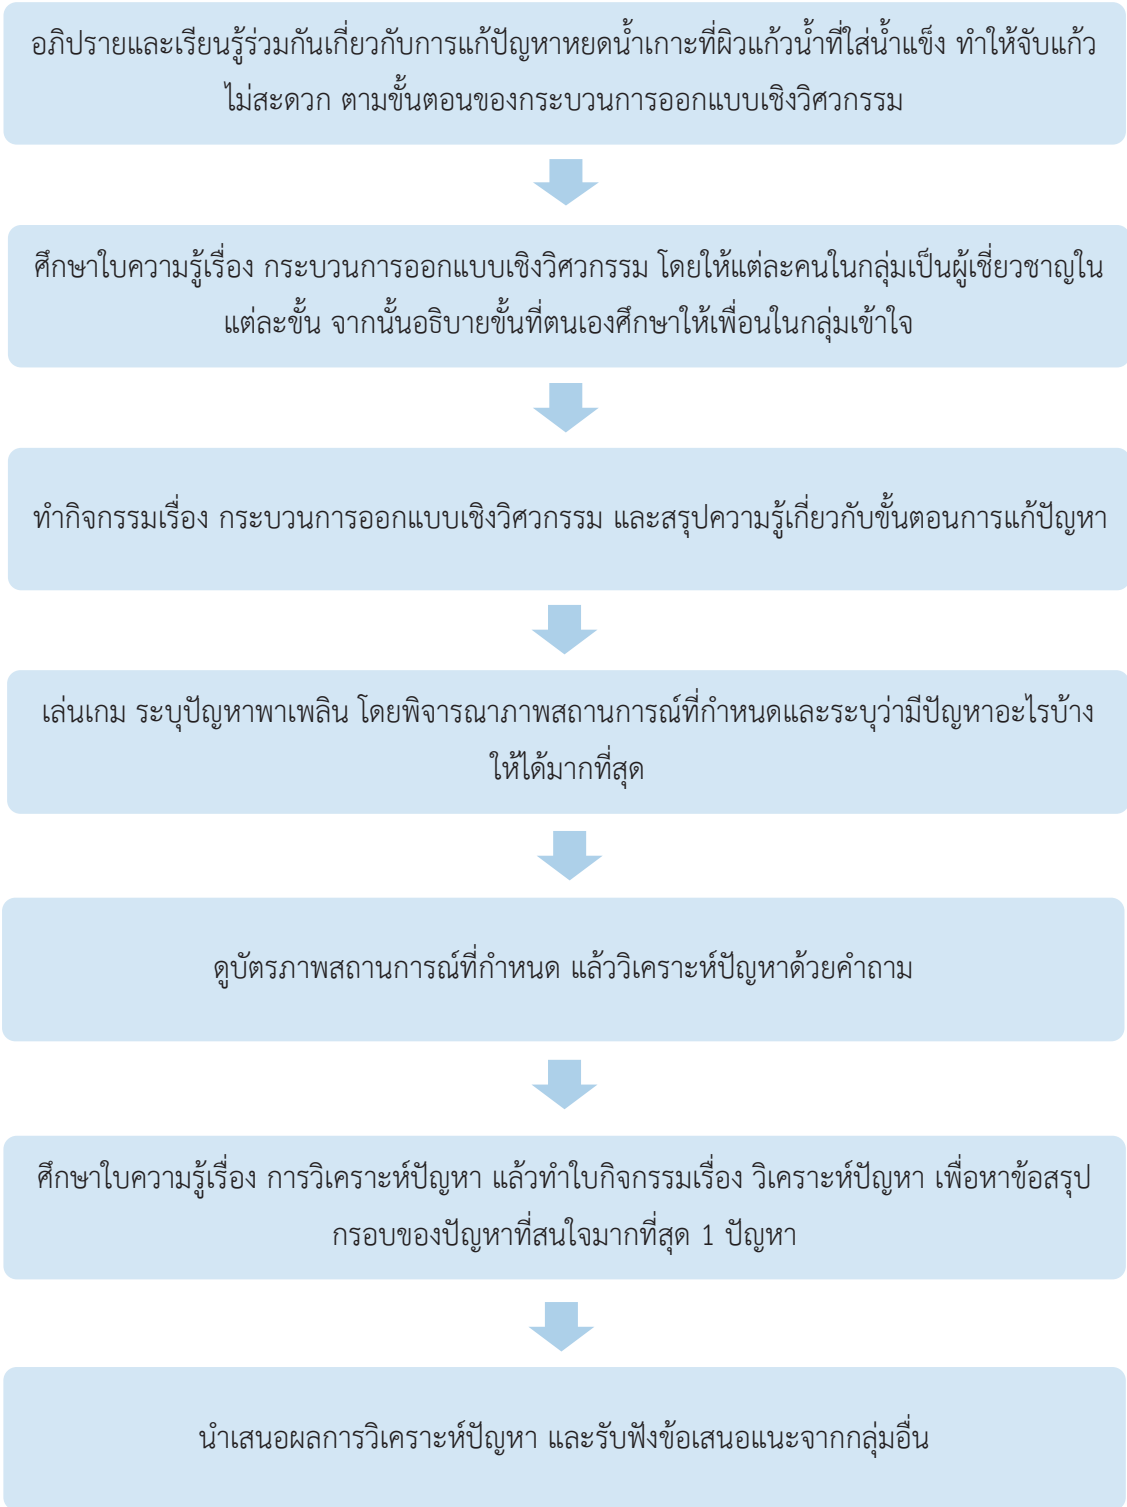 อภิปรายและเรียนรู้ร่วมกันเกี่ยวกับการแก้ปัญหาหยดน้ำเกาะที่ผิวแก้วน้ำที่ใส่น้ำแข็ง ทำให้จับแก้ว
ไม่สะดวก ตามขั้นตอนของกระบวนการออกแบบเชิงวิศวกรรม
ศึกษาใบความรู้เรื่อง กระบวนการออกแบบเชิงวิศวกรรม โดยให้แต่ละคนในกลุ่มเป็นผู้เชี่ยวชาญใน
แต่ละขั้น จากนั้นอธิบายขั้นที่ตนเองศึกษาให้เพื่อนในกลุ่มเข้าใจ
ทำกิจกรรมเรื่อง กระบวนการออกแบบเชิงวิศวกรรม และสรุปความรู้เกี่ยวกับขั้นตอนการแก้ปัญหา
เล่นเกม ระบุปัญหาพาเพลิน โดยพิจารณาภาพสถานการณ์ที่กำหนดและระบุว่ามีปัญหาอะไรบ้าง
ให้ได้มากที่สุด
ดูบัตรภาพสถานการณ์ที่กำหนด แล้ววิเคราะห์ปัญหาด้วยคำถาม
ศึกษาใบความรู้เรื่อง การวิเคราะห์ปัญหา แล้วทำใบกิจกรรมเรื่อง วิเคราะห์ปัญหา เพื่อหาข้อสรุป
กรอบของปัญหาที่สนใจมากที่สุด 1 ปัญหา
นำเสนอผลการวิเคราะห์ปัญหา และรับฟังข้อเสนอแนะจากกลุ่มอื่น